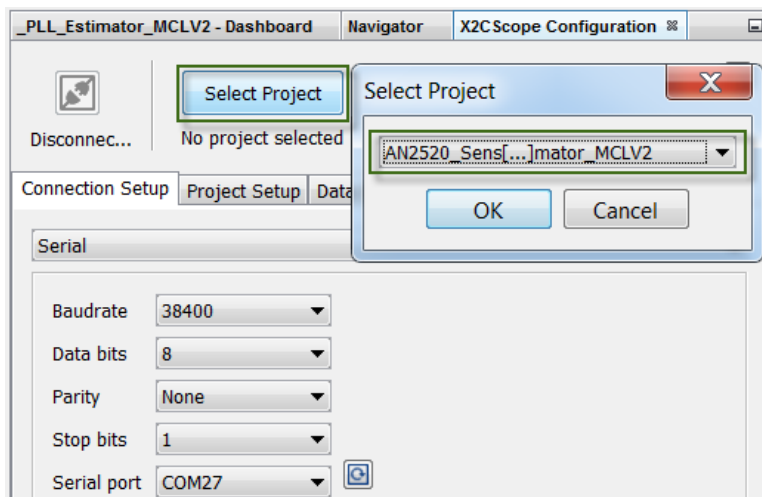 _PLL_Estimator_MCLV2 - Dashboard
Navigator
X2CScope Configuration
Select Project
Disconnec...
No project selected
Select Project
AN2520_Sens[...]mator_MCLV2
OK
Cancel
Connection Setup
Project Setup
Data
Serial
Baudrate 38400
Data bits 8
Parity None
Stop bits 1
Serial port COM27